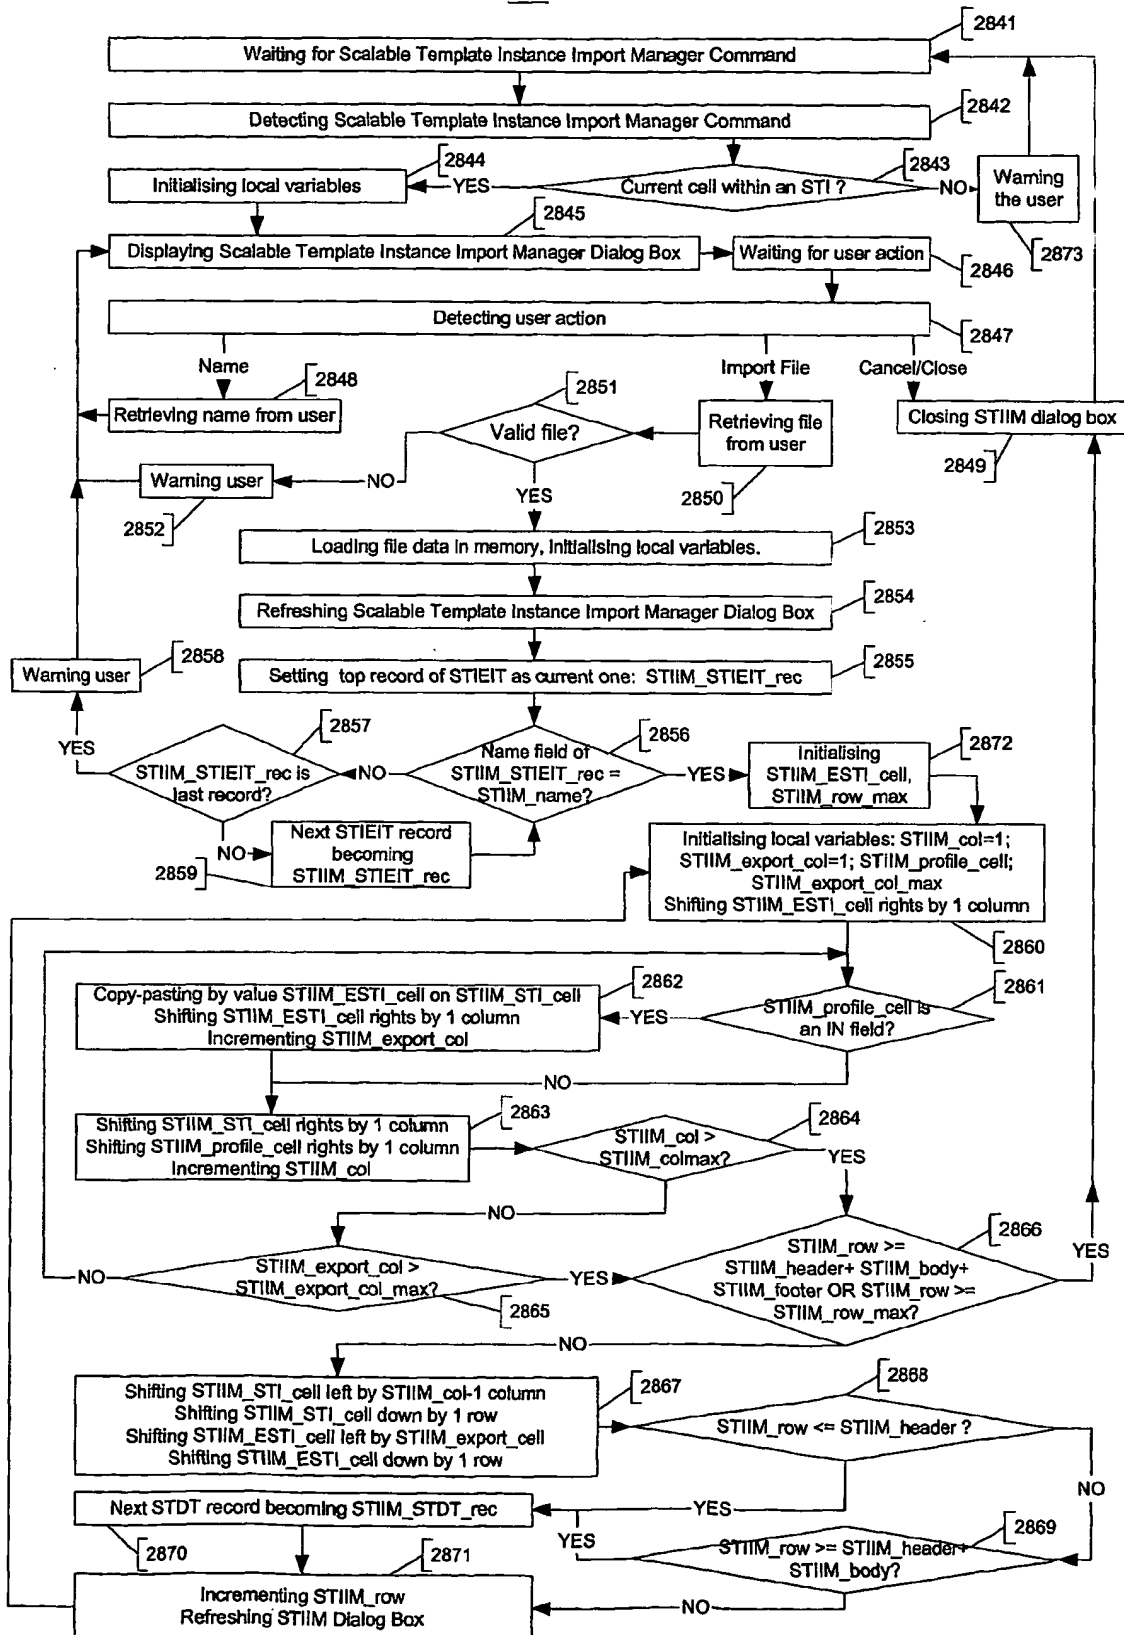 2841
Waiting for Scalable Template Instance Import Manager Command
2842
Detecting Scalable Template Instance Import Manager Command
2844
2843
Initialising local variables
YES
Current cell within an STI ?
NO
Warning
the user
2845
2873
Displaying Scalable Template Instance Import Manager Dialog Box
Waiting for user action
2846
Detecting user action
2847
Name
Import File
Cancel/Close
2848
2851
Retrieving name from user
Valid file?
Retrieving file
from user
Closing STIIM dialog box
2849
Warning user
NO
YES
2850
2852
2853
Loading file data in memory, initialising local variables.
2854
Refreshing Scalable Template Instance Import Manager Dialog Box
2858
Warning user
2855
Setting top record of STIEIT as current one: STIIM_STIEIT_rec
2857
2856
2872
YES
STIIM_STIEIT_rec is
last record?
NO
Name field of
STIIM_STIEIT_rec =
STIIM_name?
YES
Initialising
STIIM_ESTI_cell,
STIIM_row_max
NO
Next STIEIT record
becoming
STIIM_STIEIT_rec
2859
Initialising local variables: STIIM_col=1;
STIIM_export_col=1; STIIM_profile_cell;
STIIM_export_col_max
Shifting STIIM_ESTI_cell rights by 1 column
2860
2862
2861
Copy-pasting by value STIIM_ESTI_cell on STIIM_STI_cell
Shifting STIIM_ESTI_cell rights by 1 column
Incrementing STIIM_export_col
YES
STIIM_profile_cell is
an IN field?
NO
2863
2864
Shifting STIIM_STI_cell rights by 1 column
Shifting STIIM_profile_cell rights by 1 column
Incrementing STIIM_col
STIIM_col >
STIIM_colmax?
YES
NO
2866
NO
STIIM_export_col >
STIIM_export_col_max?
YES
STIIM_row >=
STIIM_header+ STIIM_body+
STIIM_footer OR STIIM_row >=
STIIM_row_max?
YES
2865
NO
2867
2868
Shifting STIIM_STI_cell left by STIIM_col-1 column
Shifting STIIM_STI_cell down by 1 row
Shifting STIIM_ESTI_cell left by STIIM_export_cell
Shifting STIIM_ESTI_cell down by 1 row
STIIM_row <= STIIM_header ?
NO
Next STDT record becoming STIIM_STDT_rec
YES
2869
YES
2870
2871
STIIM_row >= STIIM_header+
STIIM_body?
Incrementing STIIM_row
Refreshing STIIM Dialog Box
NO